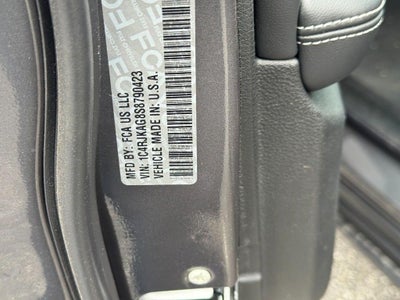 MFD BY: FCA US LLC
VIN: 1C4RJKAG8S8790423
VEHICLE MADE IN: U.S.A.